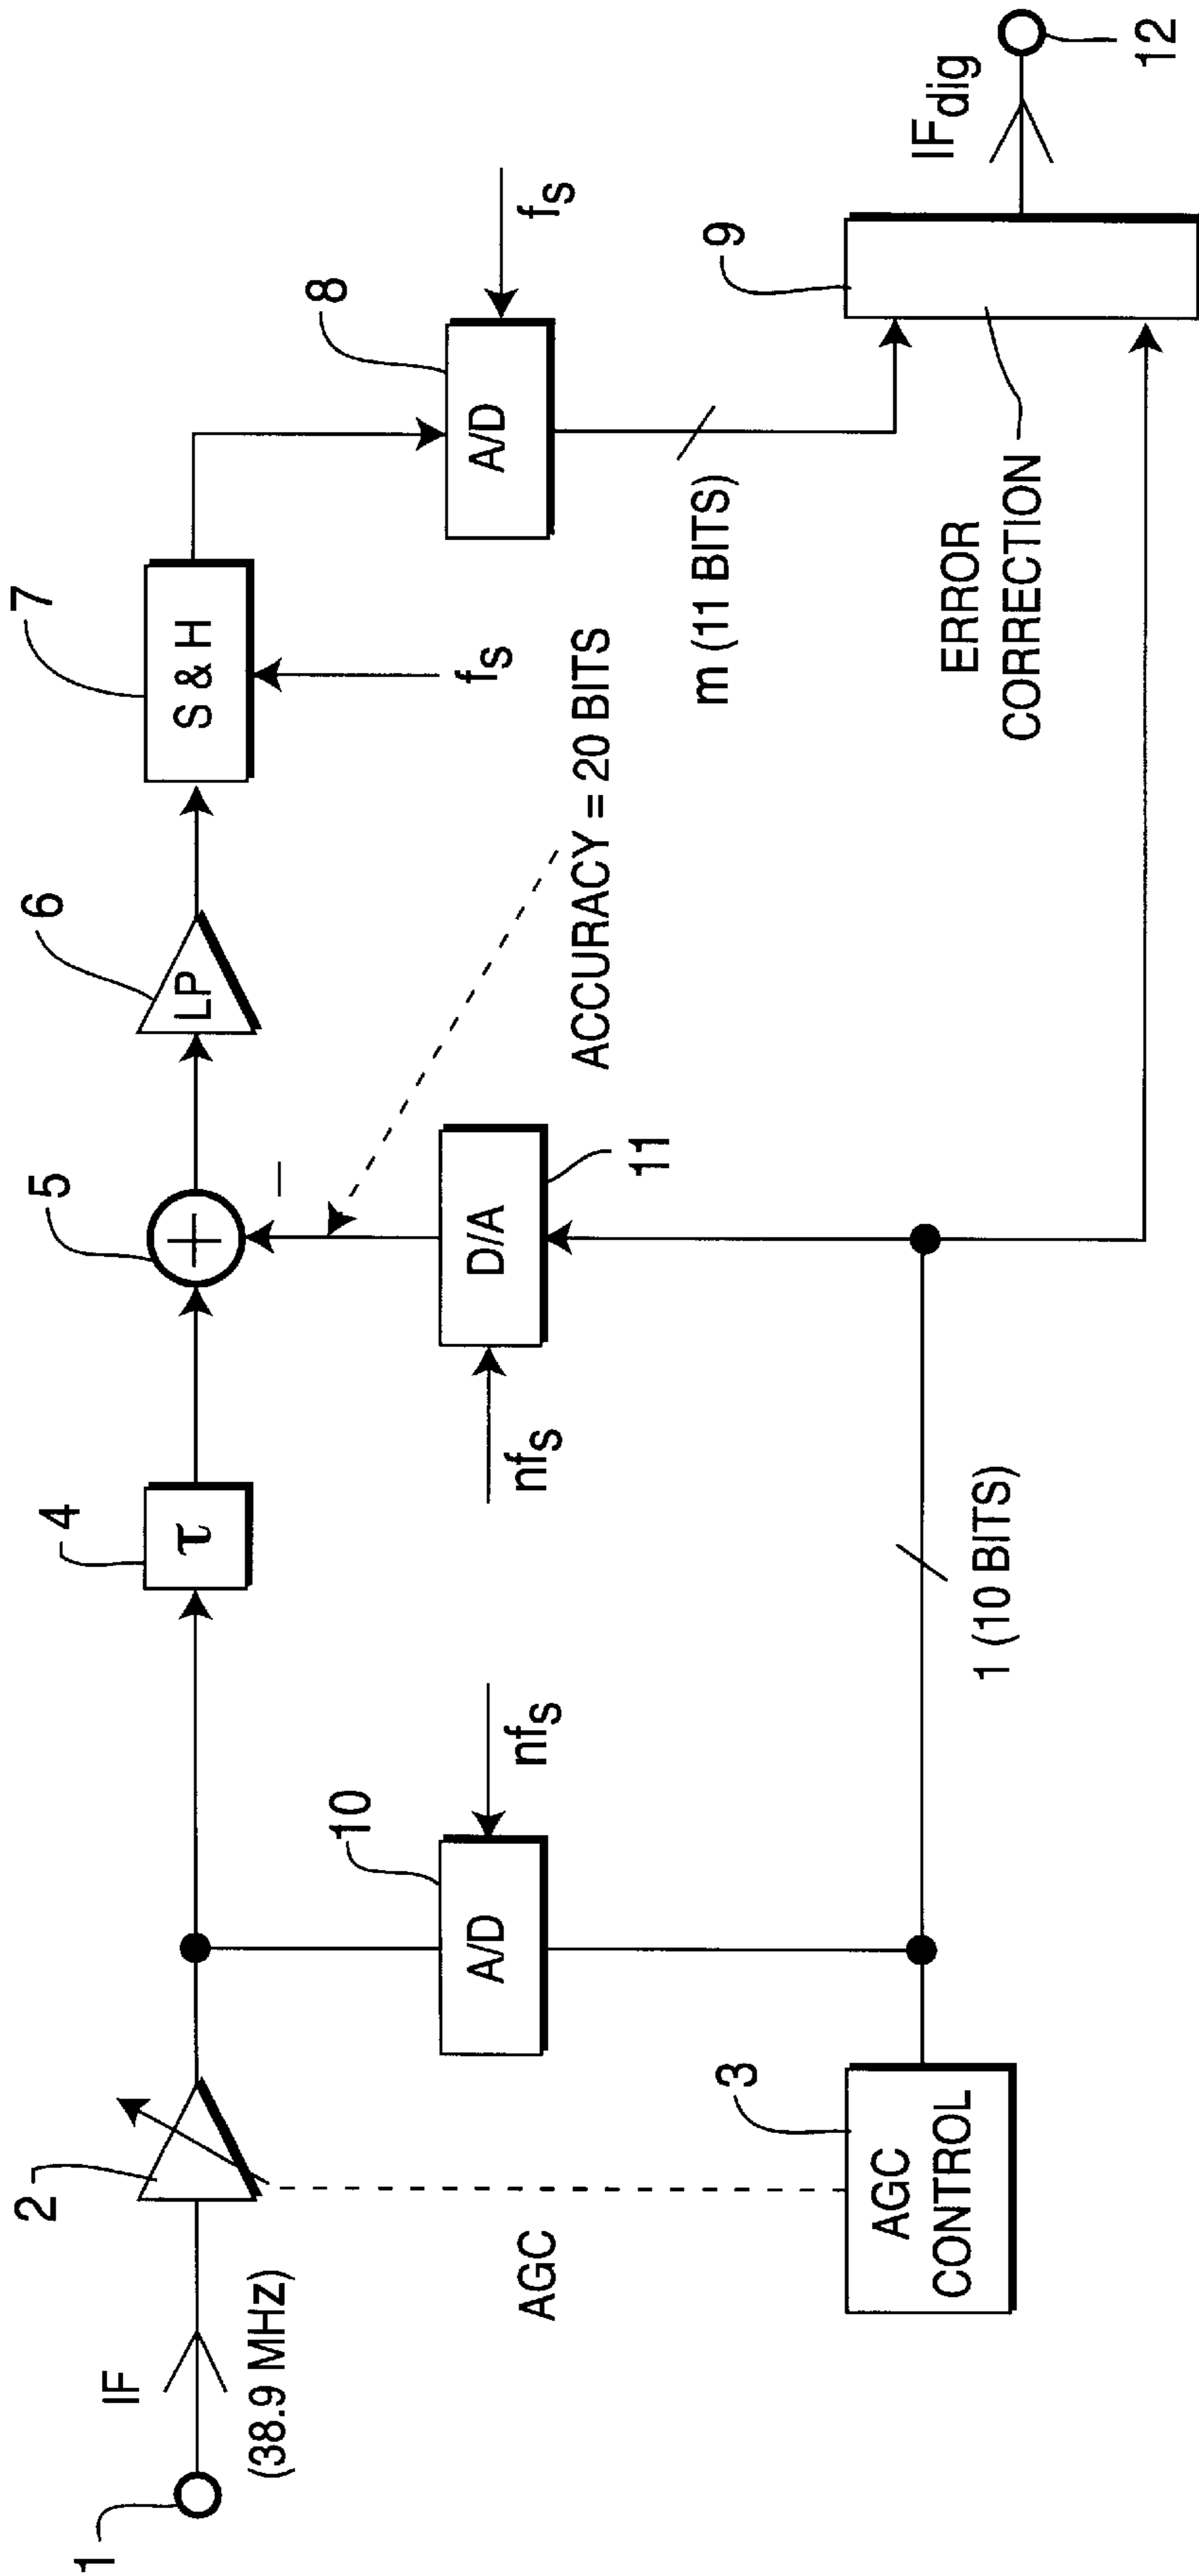 1
IF
(38.9 MHz)
2
AGC
3
AGC
CONTROL
10
A/D
nfs
4
τ
1 (10 BITS)
5
+
–
nfs
D/A
11
ACCURACY = 20 BITS
6
LP
7
S & H
fs
8
A/D
fs
m (11 BITS)
ERROR
CORRECTION
9
IFdig
12